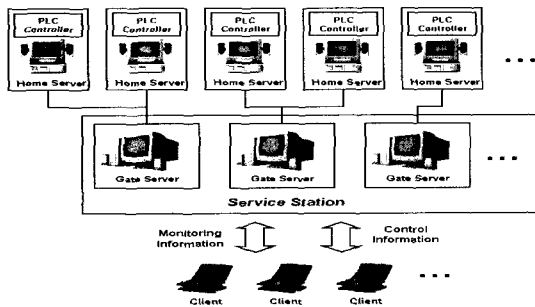 PLC Controller
PLC Controller
PLC Controller
PLC Controller
PLC Controller
Home Server
Home Server
Home Server
Home Server
Home Server
Gate Server
Gate Server
Gate Server
Service Station
Monitoring Information
Control Information
Client
Client
Client